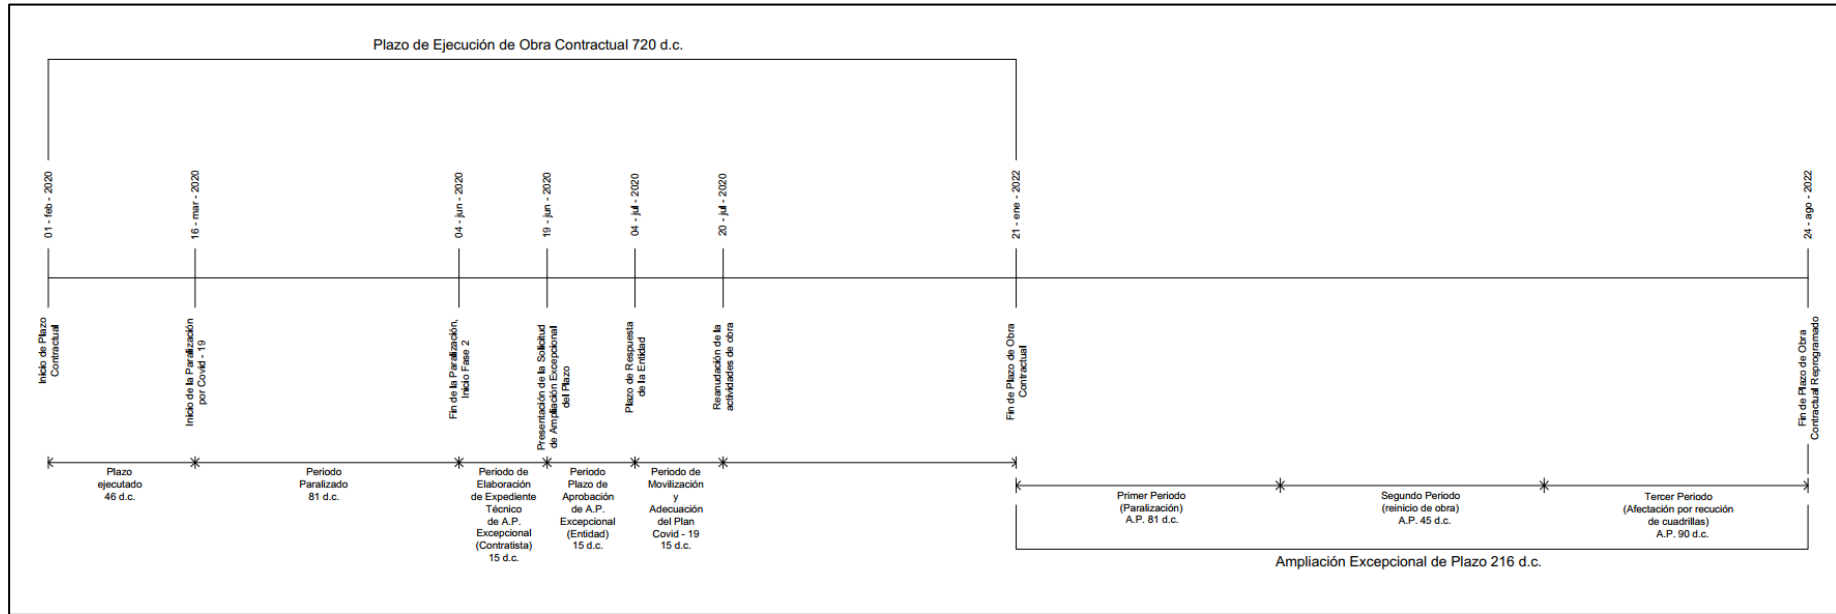 Plazo de Ejecución de Obra Contractual 720 d.c.
01 - feb - 2020
16 - mar - 2020
04 - jun - 2020
19 - jun - 2020
04 - jul - 2020
20 - jul - 2020
21 - ene - 2022
24 - ago - 2022
Inicio de Plazo
Contractual
Inicio de la Paralización
por Covid - 19
Fin de la Paralización,
Inicio Fase 2
Presentación de la Solicitud
de Ampliación Excepcional
del Plazo
Plazo de Respuesta
de la Entidad
Reanudación de la
actividades de obra
Fin de Plazo de Obra
Contractual
Fin de Plazo de Obra
Contractual Reprogramado
Plazo
ejecutado
46 d.c.
Periodo
Paralizado
81 d.c.
Periodo de
Elaboración
de Expediente
Técnico
de A.P.
Excepcional
(Contratista)
15 d.c.
Periodo
Plazo de
Aprobación
de A.P.
Excepcional
(Entidad)
15 d.c.
Periodo de
Movilización
y
Adecuación
del Plan
Covid - 19
15 d.c.
Primer Periodo
(Paralización)
A.P. 81 d.c.
Segundo Periodo
(reinicio de obra)
A.P. 45 d.c.
Tercer Periodo
(Afectación por recución
de cuadrillas)
A.P. 90 d.c.
Ampliación Excepcional de Plazo 216 d.c.